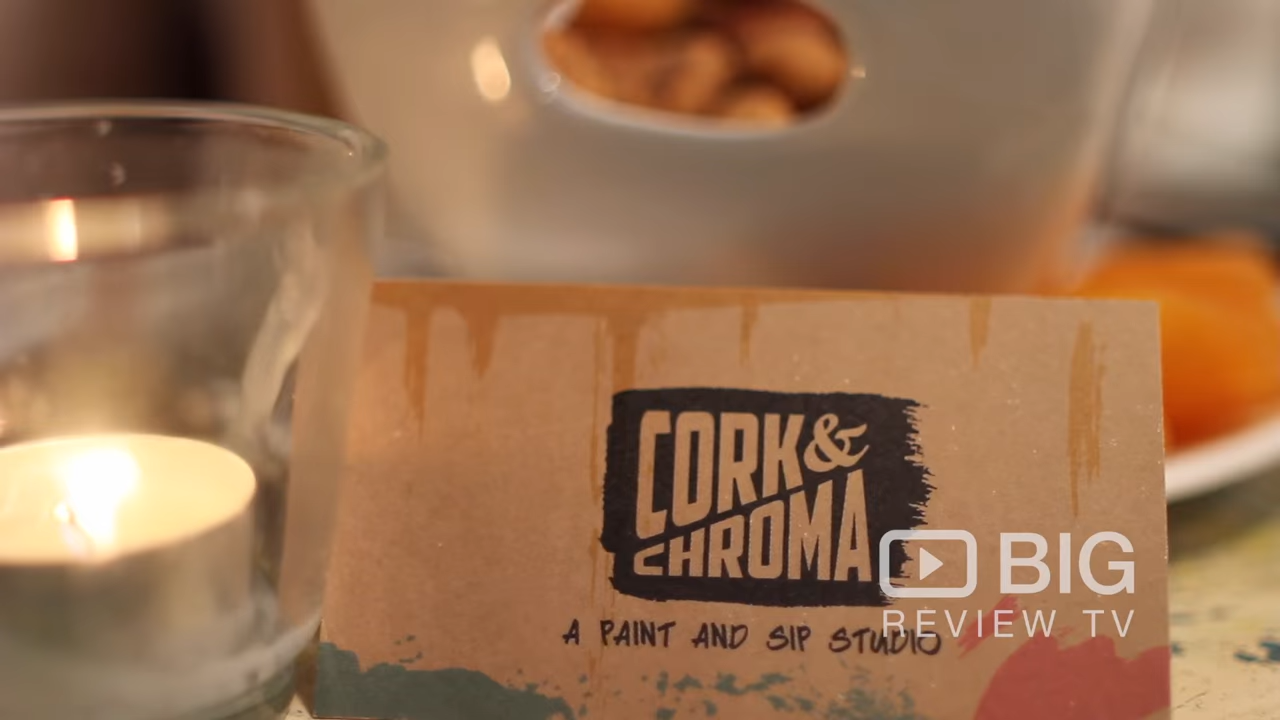 CORK&
CHROMA
A PAINT AND SIP STUDIO
BIG
REVIEW TV